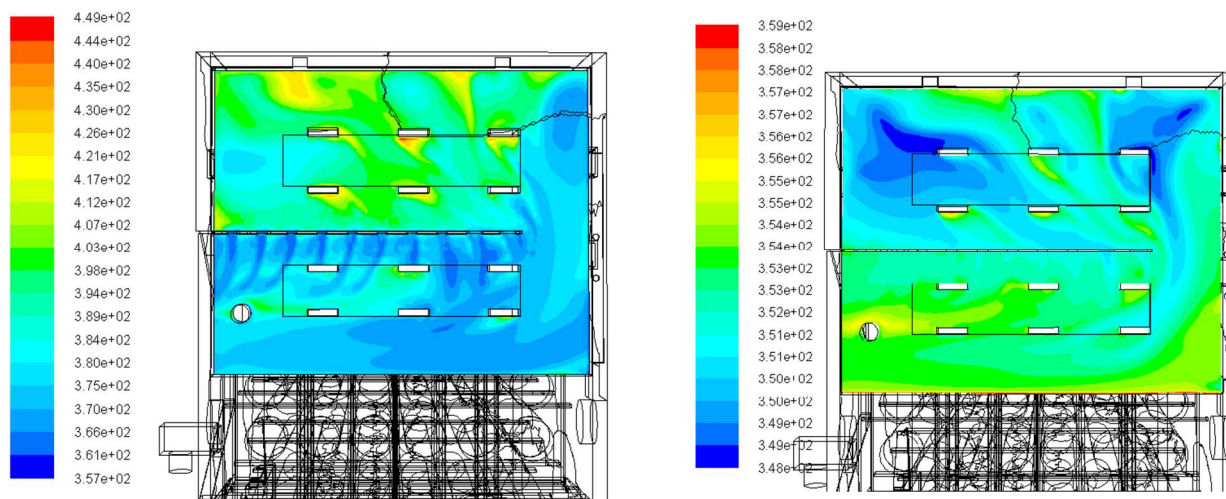 4.49e+02
4.44e+02
4.40e+02
4.35e+02
4.30e+02
4.26e+02
4.21e+02
4.17e+02
4.12e+02
4.07e+02
4.03e+02
3.98e+02
3.94e+02
3.89e+02
3.84e+02
3.80e+02
3.75e+02
3.70e+02
3.66e+02
3.61e+02
3.57e+02
3.59e+02
3.58e+02
3.58e+02
3.57e+02
3.57e+02
3.56e+02
3.56e+02
3.55e+02
3.55e+02
3.54e+02
3.54e+02
3.53e+02
3.53e+02
3.52e+02
3.51e+02
3.51e+02
3.50e+02
3.50e+02
3.49e+02
3.49e+02
3.48e+02